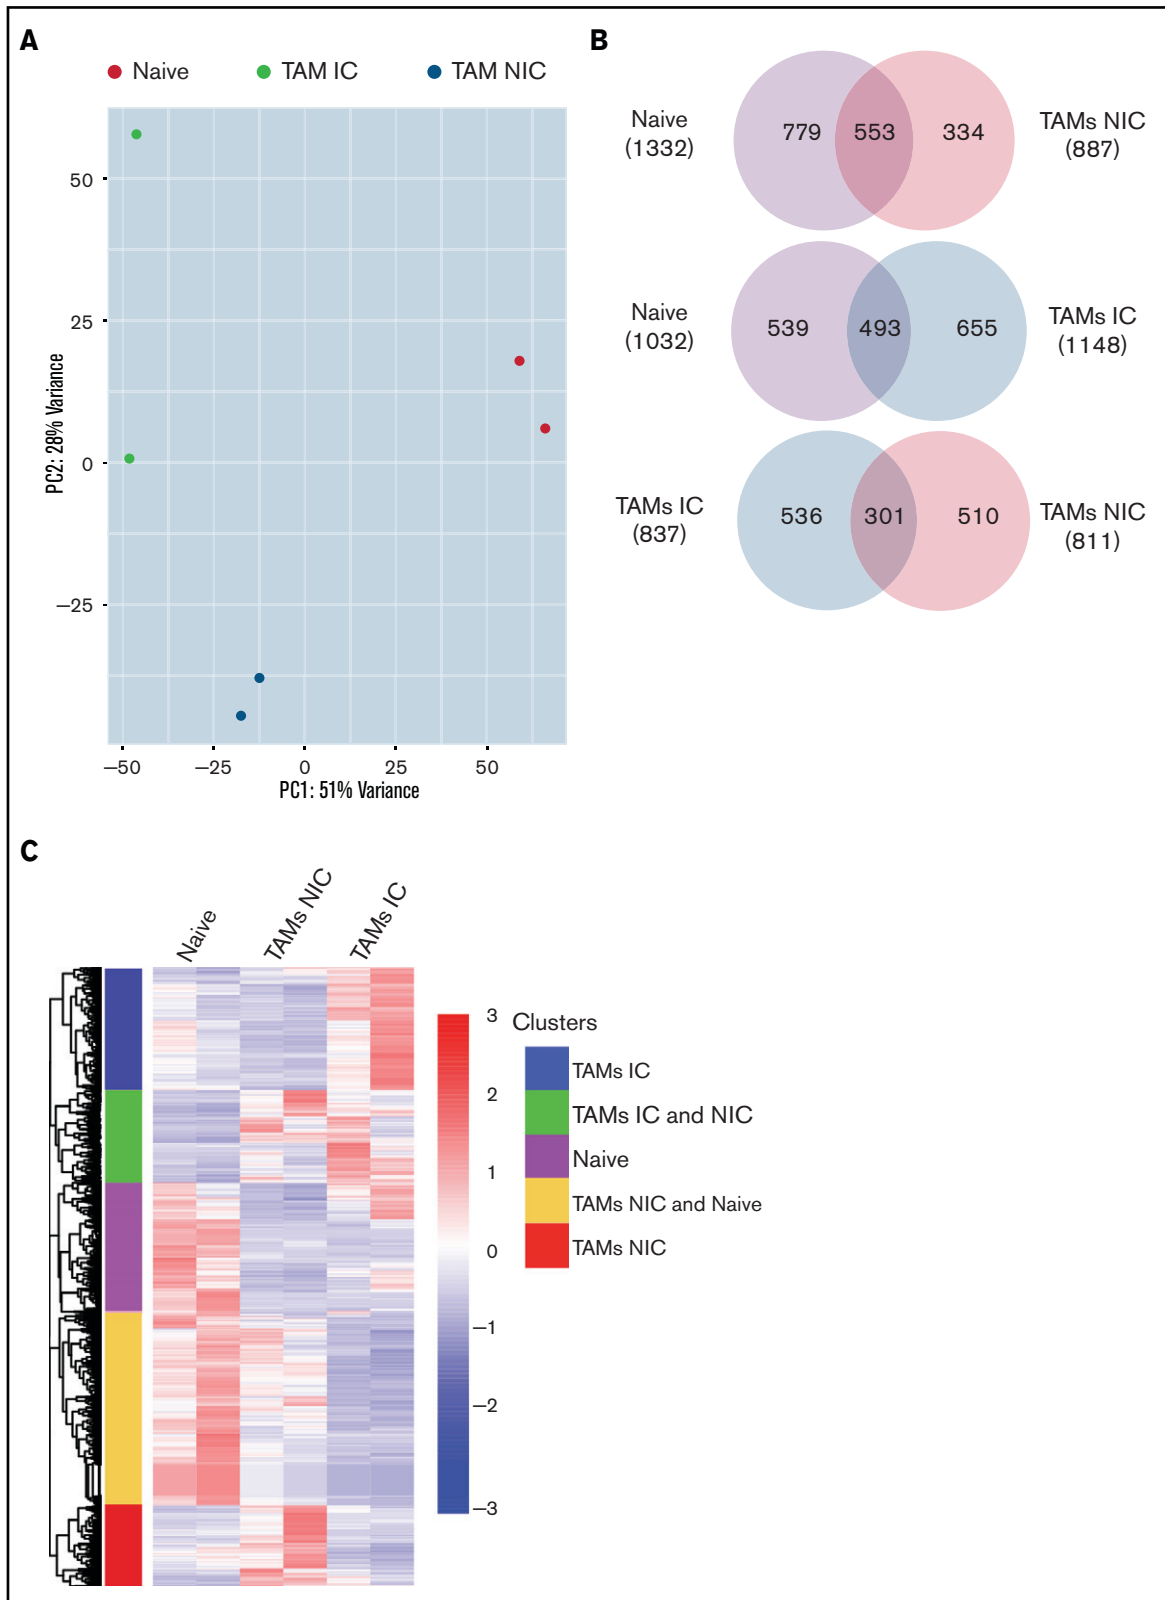 A
Naive
TAM IC
TAM NIC
50
25
0
−25
PC2: 28% Variance
−50
−25
0
25
50
PC1: 51% Variance
B
Naive
(1332)
779
553
334
TAMs NIC
(887)
Naive
(1032)
539
493
655
TAMs IC
(1148)
TAMs IC
(837)
536
301
510
TAMs NIC
(811)
C
Naive
TAMs NIC
TAMs IC
3
2
1
0
−1
−2
−3
Clusters
TAMs IC
TAMs IC and NIC
Naive
TAMs NIC and Naive
TAMs NIC